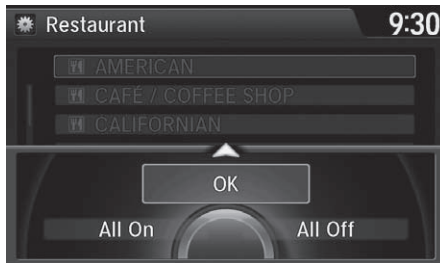 Restaurant 9:30
AMERICAN
CAFÉ / COFFEE SHOP
CALIFORNIAN
OK
All On All Off